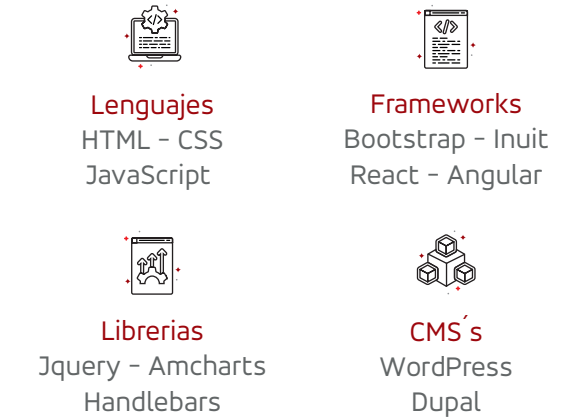 Lenguajes
HTML - CSS
JavaScript
Frameworks
Bootstrap - Inuit
React - Angular
Librerias
Jquery - Amcharts
Handlebars
CMS´s
WordPress
Dupal